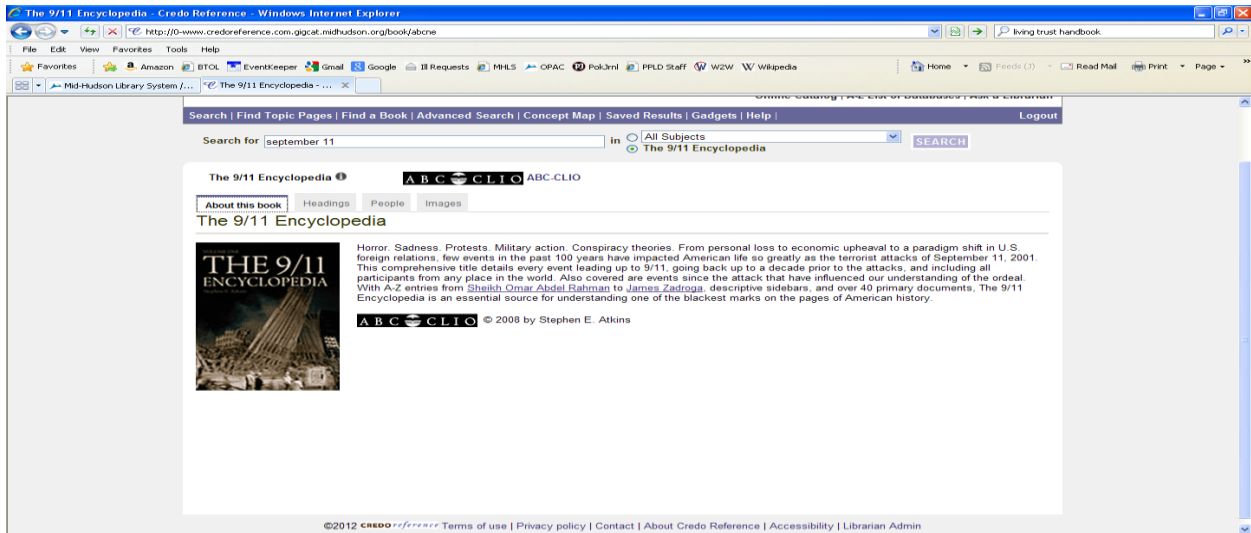 The 9/11 Encyclopedia - Credo Reference - Windows Internet Explorer
http://0-www.credoreference.com.gigcat.midhudson.org/book/abcne living trust handbook
File Edit View Favorites Tools Help
Favorites Amazon BTOL EventKeeper Gmail Google Ill Requests MHLS OPAC PokJrnl PPLD Staff W2W Wikipedia Home Feeds (J) Read Mail Print Page
Mid-Hudson Library System /... The 9/11 Encyclopedia - ...
Online Catalog | A-Z List of Databases | Ask a Librarian
Search | Find Topic Pages | Find a Book | Advanced Search | Concept Map | Saved Results | Gadgets | Help | Logout
Search for september 11 in All Subjects SEARCH
The 9/11 Encyclopedia
The 9/11 Encyclopedia ABC CLIO ABC-CLIO
About this book Headings People Images
The 9/11 Encyclopedia
THE 9/11
ENCYCLOPEDIA
Horror. Sadness. Protests. Military action. Conspiracy theories. From personal loss to economic upheaval to a paradigm shift in U.S.
foreign relations, few events in the past 100 years have impacted American life so greatly as the terrorist attacks of September 11, 2001.
This comprehensive title details every event leading up to 9/11, going back up to a decade prior to the attacks, and including all
participants from any place in the world. Also covered are events since the attack that have influenced our understanding of the ordeal.
With A-Z entries from Sheikh Omar Abdel Rahman to James Zadroga, descriptive sidebars, and over 40 primary documents, The 9/11
Encyclopedia is an essential source for understanding one of the blackest marks on the pages of American history.
ABC CLIO © 2008 by Stephen E. Atkins
©2012 CREDO reference Terms of use | Privacy policy | Contact | About Credo Reference | Accessibility | Librarian Admin